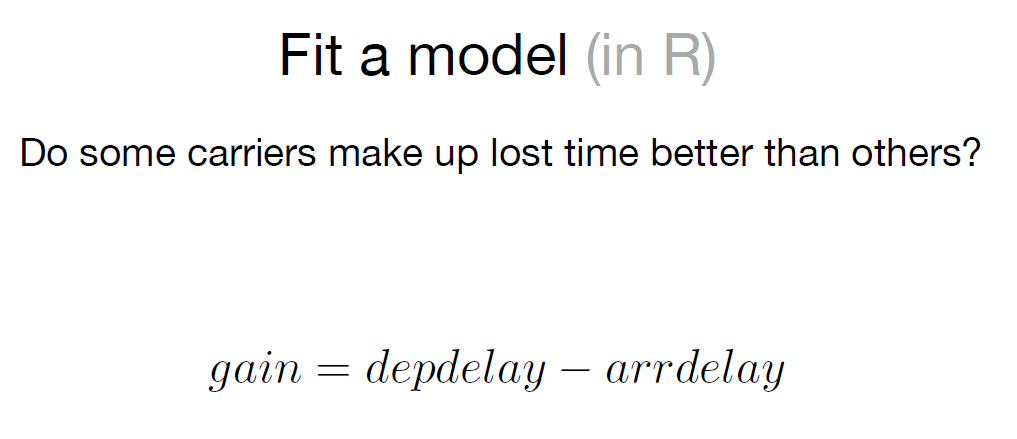 Fit a model (in R)
Do some carriers make up lost time better than others?
gain = depdelay − arrdelay